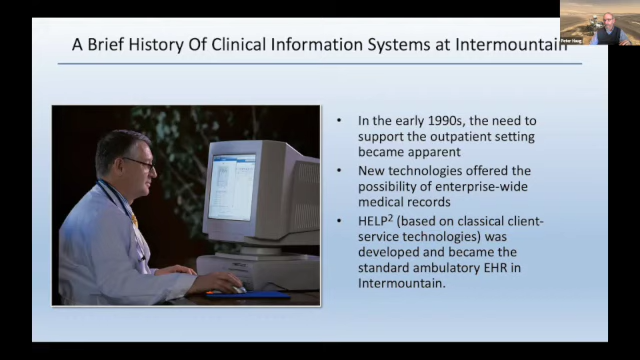 A Brief History Of Clinical Information Systems at Intermountain
Peter Haug
• In the early 1990s, the need to
support the outpatient setting
became apparent
• New technologies offered the
possibility of enterprise-wide
medical records
• HELP² (based on classical client-
service technologies) was
developed and became the
standard ambulatory EHR in
Intermountain.